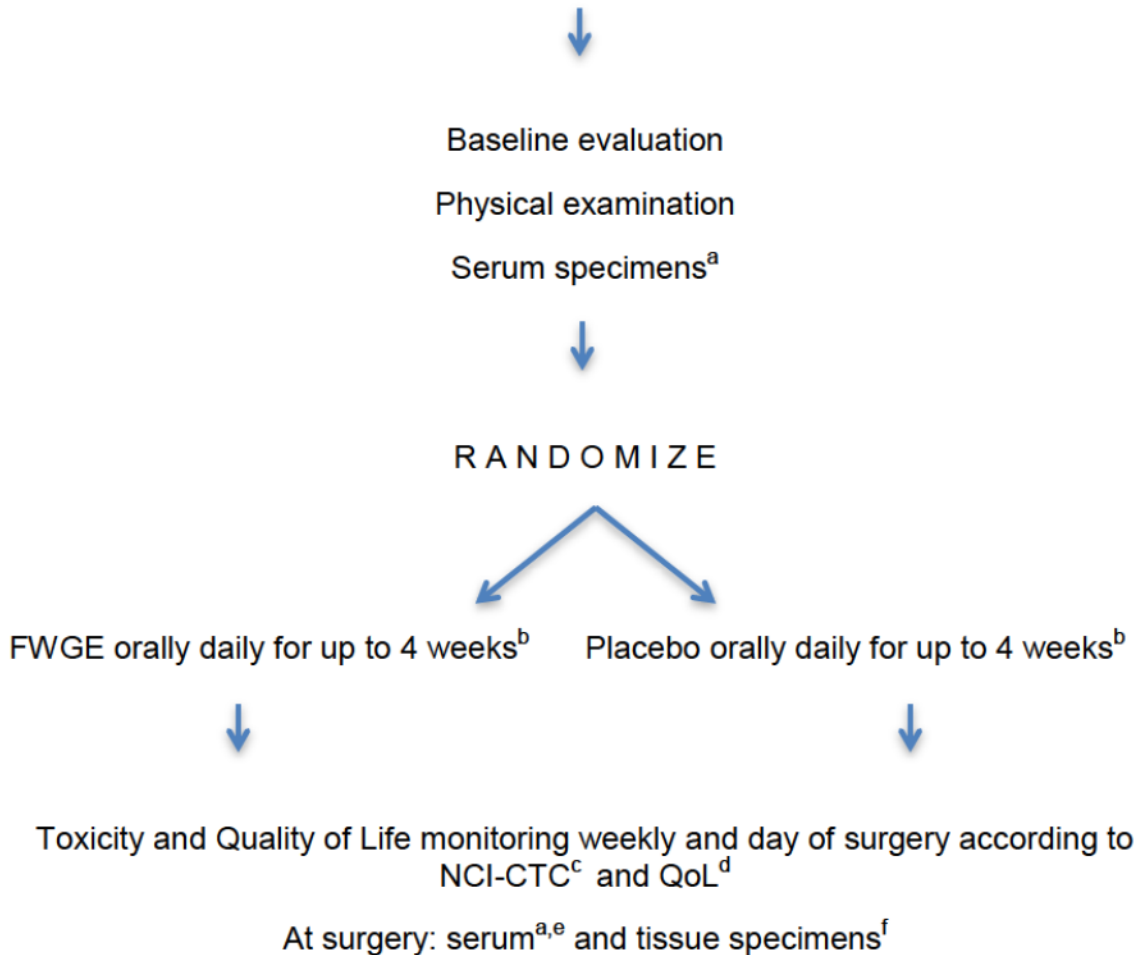 Baseline evaluation
Physical examination
Serum specimensᵃ
R A N D O M I Z E
FWGE orally daily for up to 4 weeksᵇ
Placebo orally daily for up to 4 weeksᵇ
Toxicity and Quality of Life monitoring weekly and day of surgery according to
NCI-CTCᶜ and QoLᵈ
At surgery: serumᵃ,ᵉ and tissue specimensᶠ